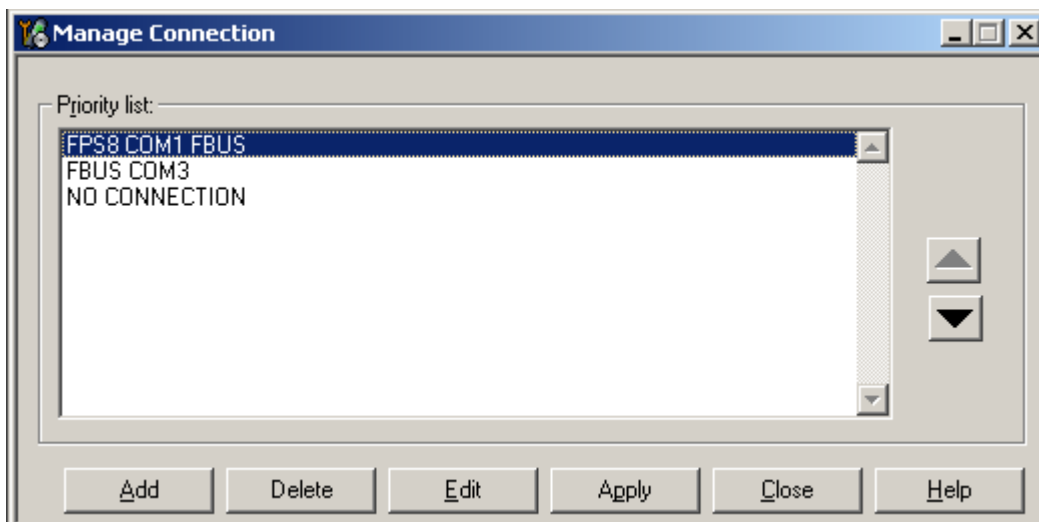 Manage Connection
Priority list:
FPS8 COM1 FBUS
FBUS COM3
NO CONNECTION
Add Delete Edit Apply Close Help